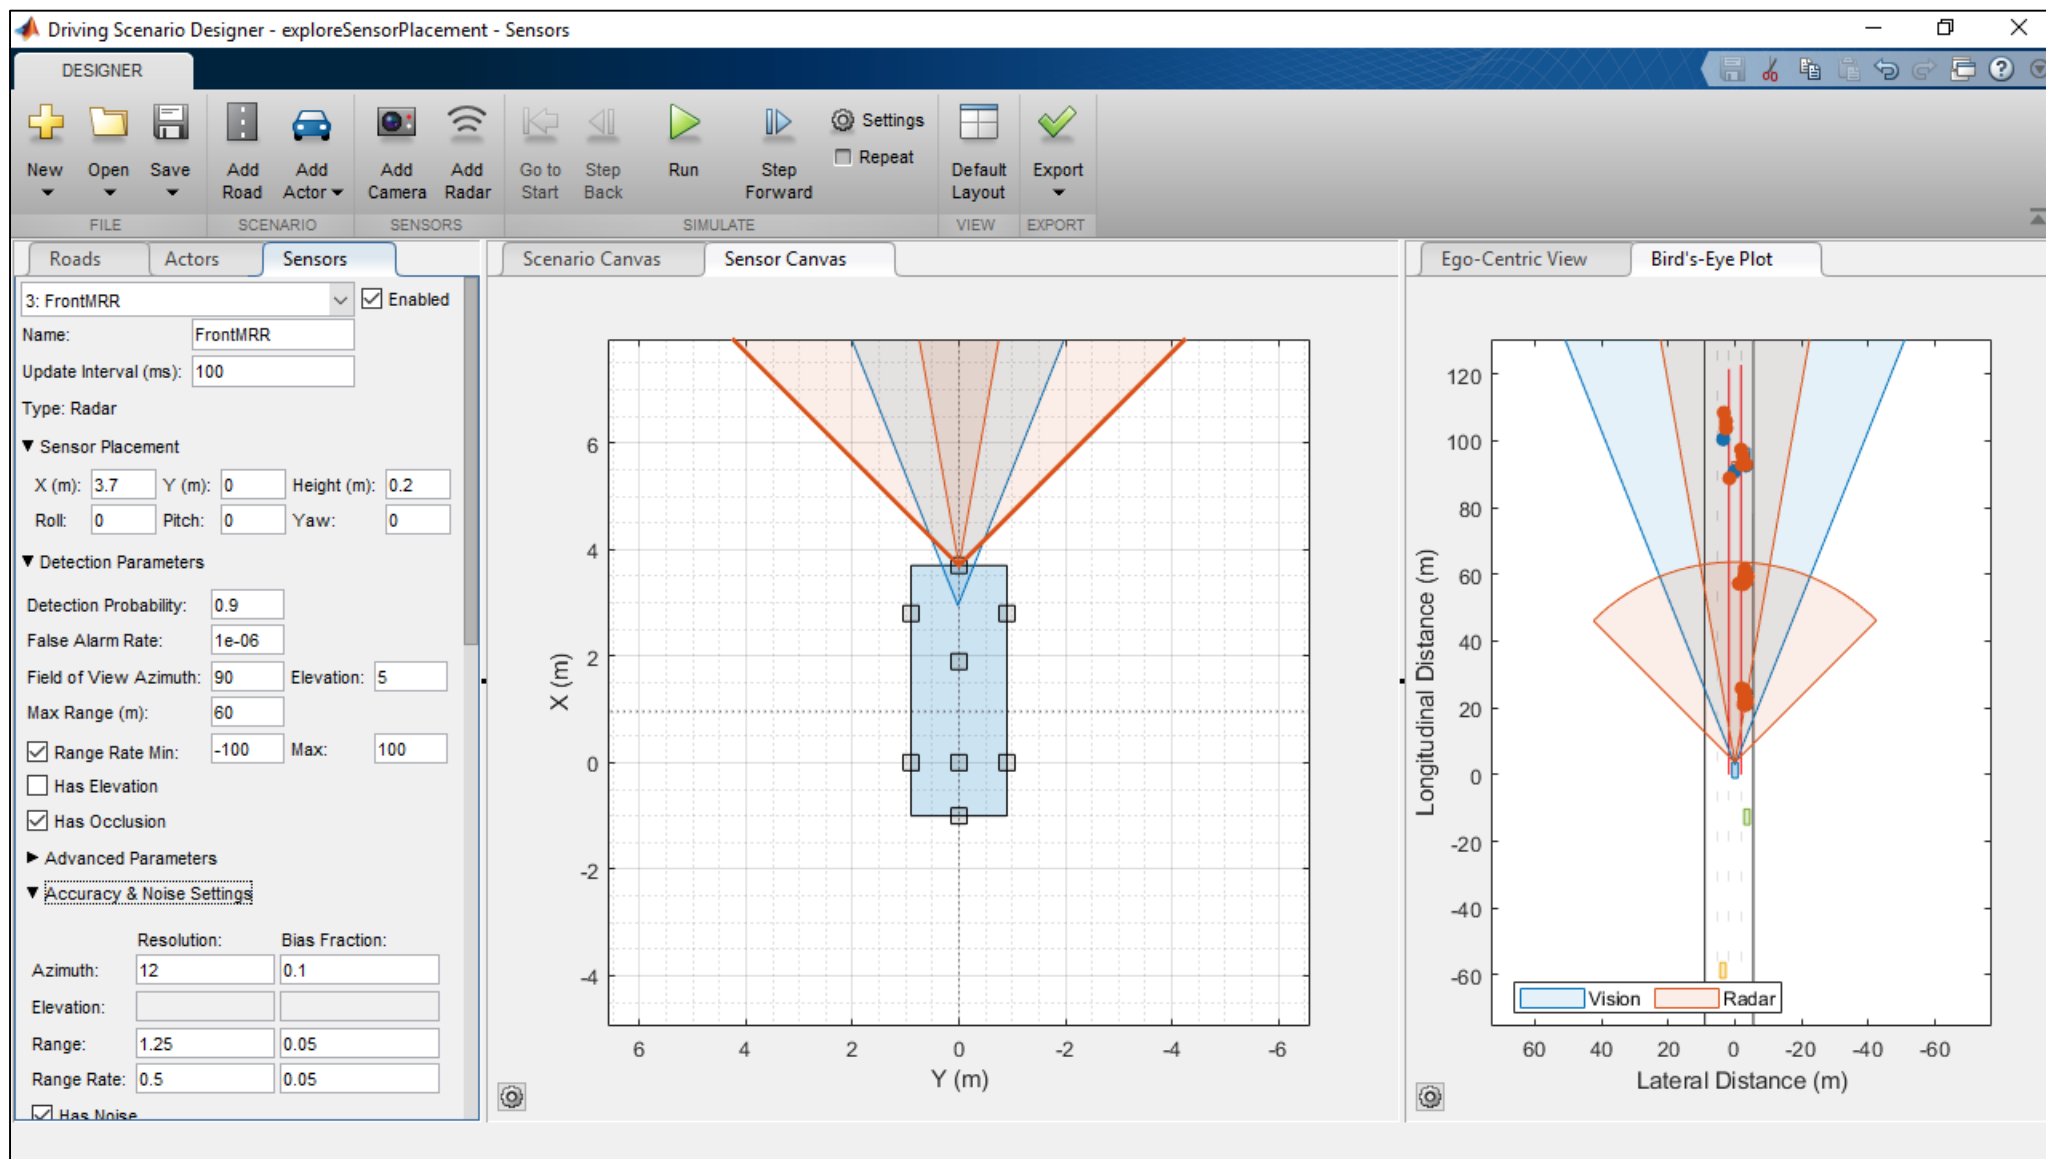 Driving Scenario Designer - exploreSensorPlacement - Sensors
DESIGNER
New
Open
Save
Add Road
Add Actor
Add Camera
Add Radar
Go to Start
Step Back
Run
Step Forward
Settings
Repeat
Default Layout
Export
FILE
SCENARIO
SENSORS
SIMULATE
VIEW
EXPORT
Roads
Actors
Sensors
3: FrontMRR
Enabled
Name: FrontMRR
Update Interval (ms): 100
Type: Radar
Sensor Placement
X (m): 3.7 Y (m): 0 Height (m): 0.2
Roll: 0 Pitch: 0 Yaw: 0
Detection Parameters
Detection Probability: 0.9
False Alarm Rate: 1e-06
Field of View Azimuth: 90 Elevation: 5
Max Range (m): 60
Range Rate Min: -100 Max: 100
Has Elevation
Has Occlusion
Advanced Parameters
Accuracy & Noise Settings
Resolution: Bias Fraction:
Azimuth: 12 0.1
Elevation:
Range: 1.25 0.05
Range Rate: 0.5 0.05
Has Noise
Scenario Canvas
Sensor Canvas
6
4
2
0
-2
-4
X (m)
6 4 2 0 -2 -4 -6
Y (m)
Ego-Centric View
Bird's-Eye Plot
120
100
80
60
40
20
0
-20
-40
-60
Longitudinal Distance (m)
Vision Radar
60 40 20 0 -20 -40 -60
Lateral Distance (m)